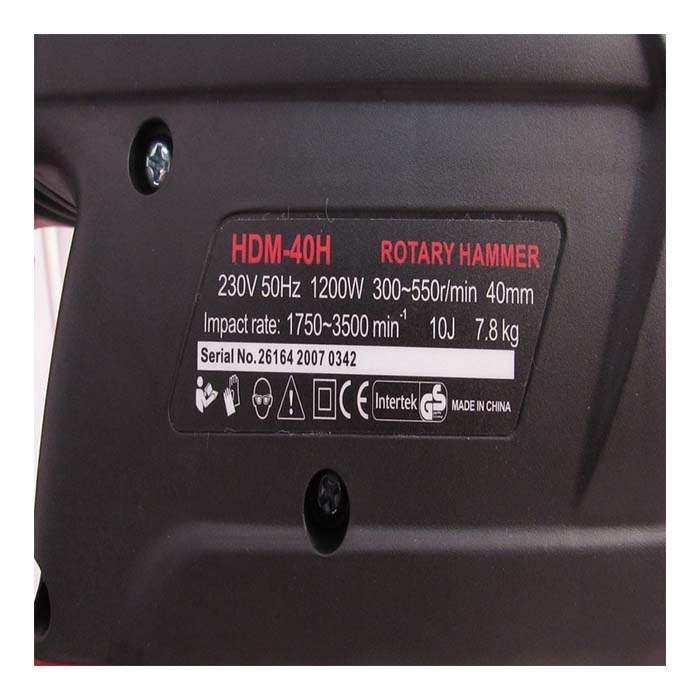 HDM-40H ROTARY HAMMER
230V 50Hz 1200W 300~550r/min 40mm
Impact rate: 1750~3500 min⁻¹ 10J 7.8 kg
Serial No. 26164 2007 0342
CE Intertek GS MADE IN CHINA